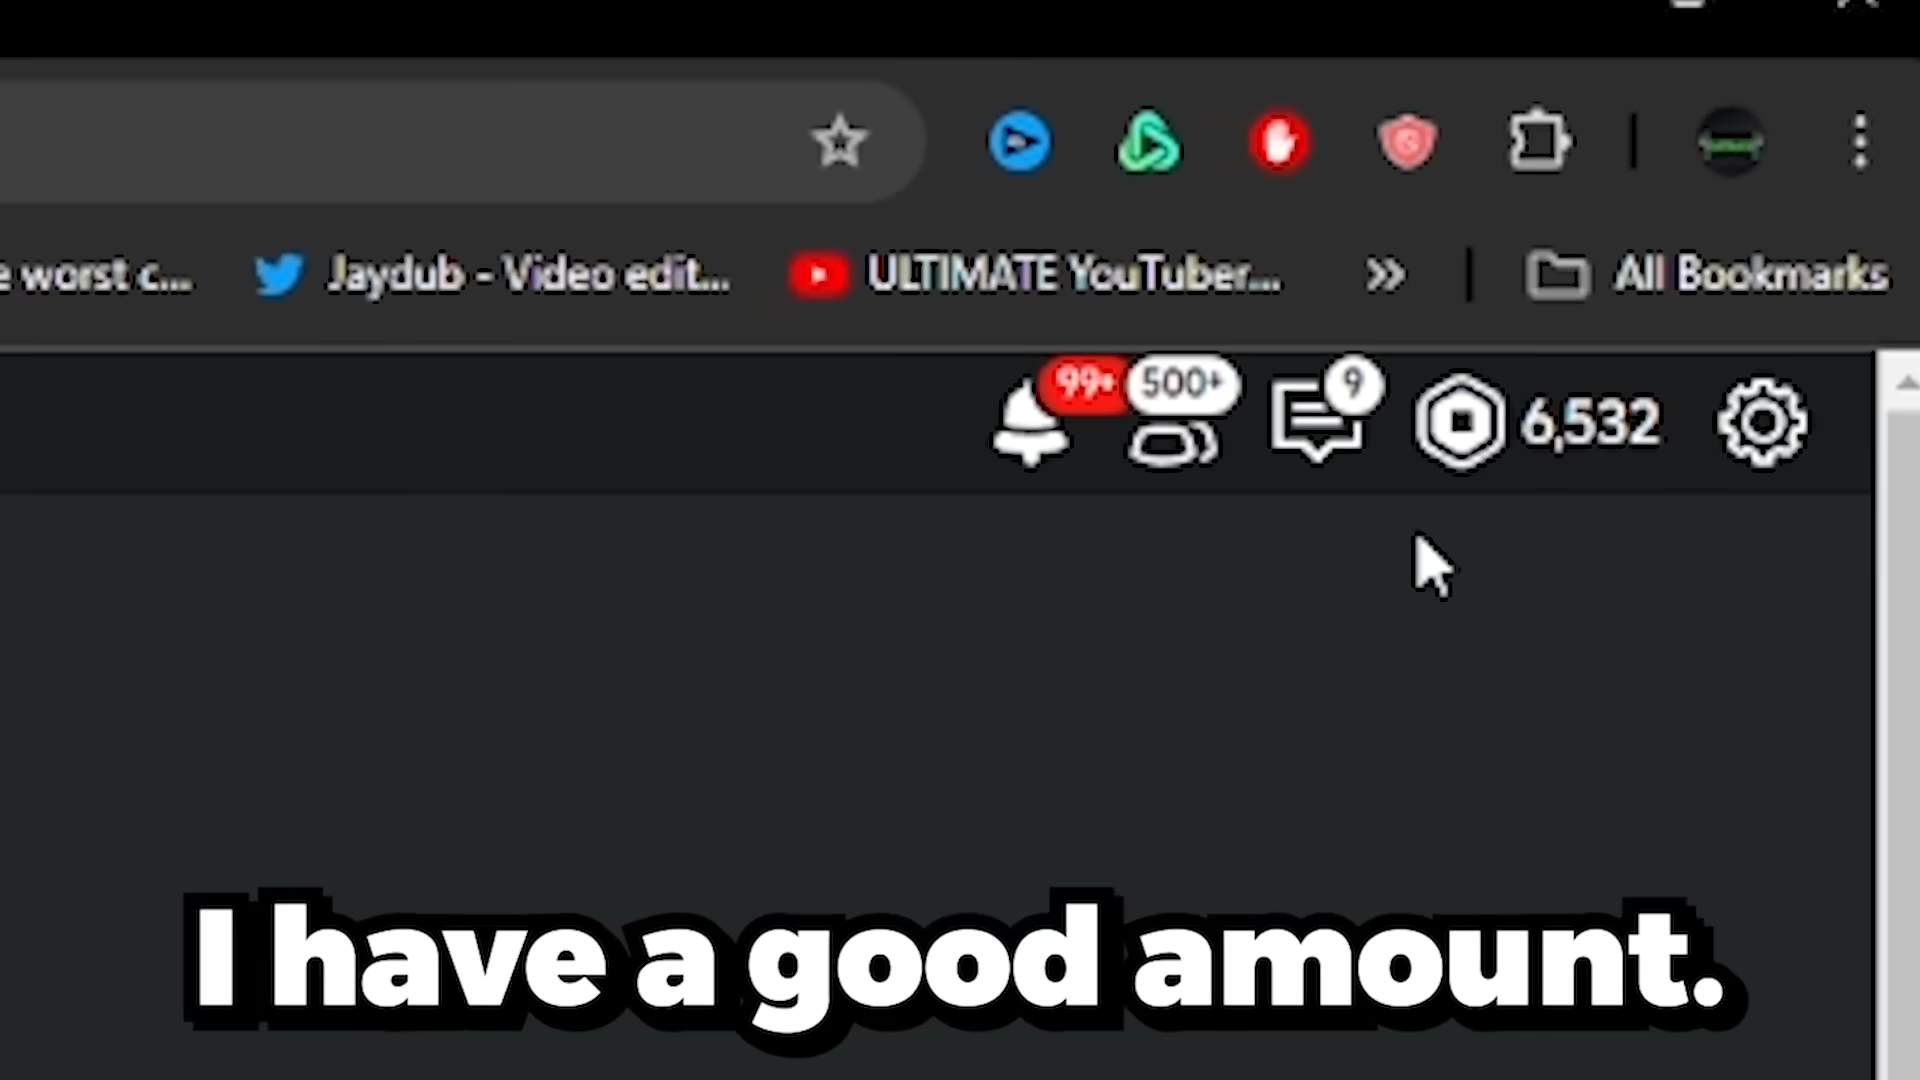 e worst c... Jaydub - Video edit... ULTIMATE YouTuber... All Bookmarks
99+ 500+ 9 6,532
I have a good amount.